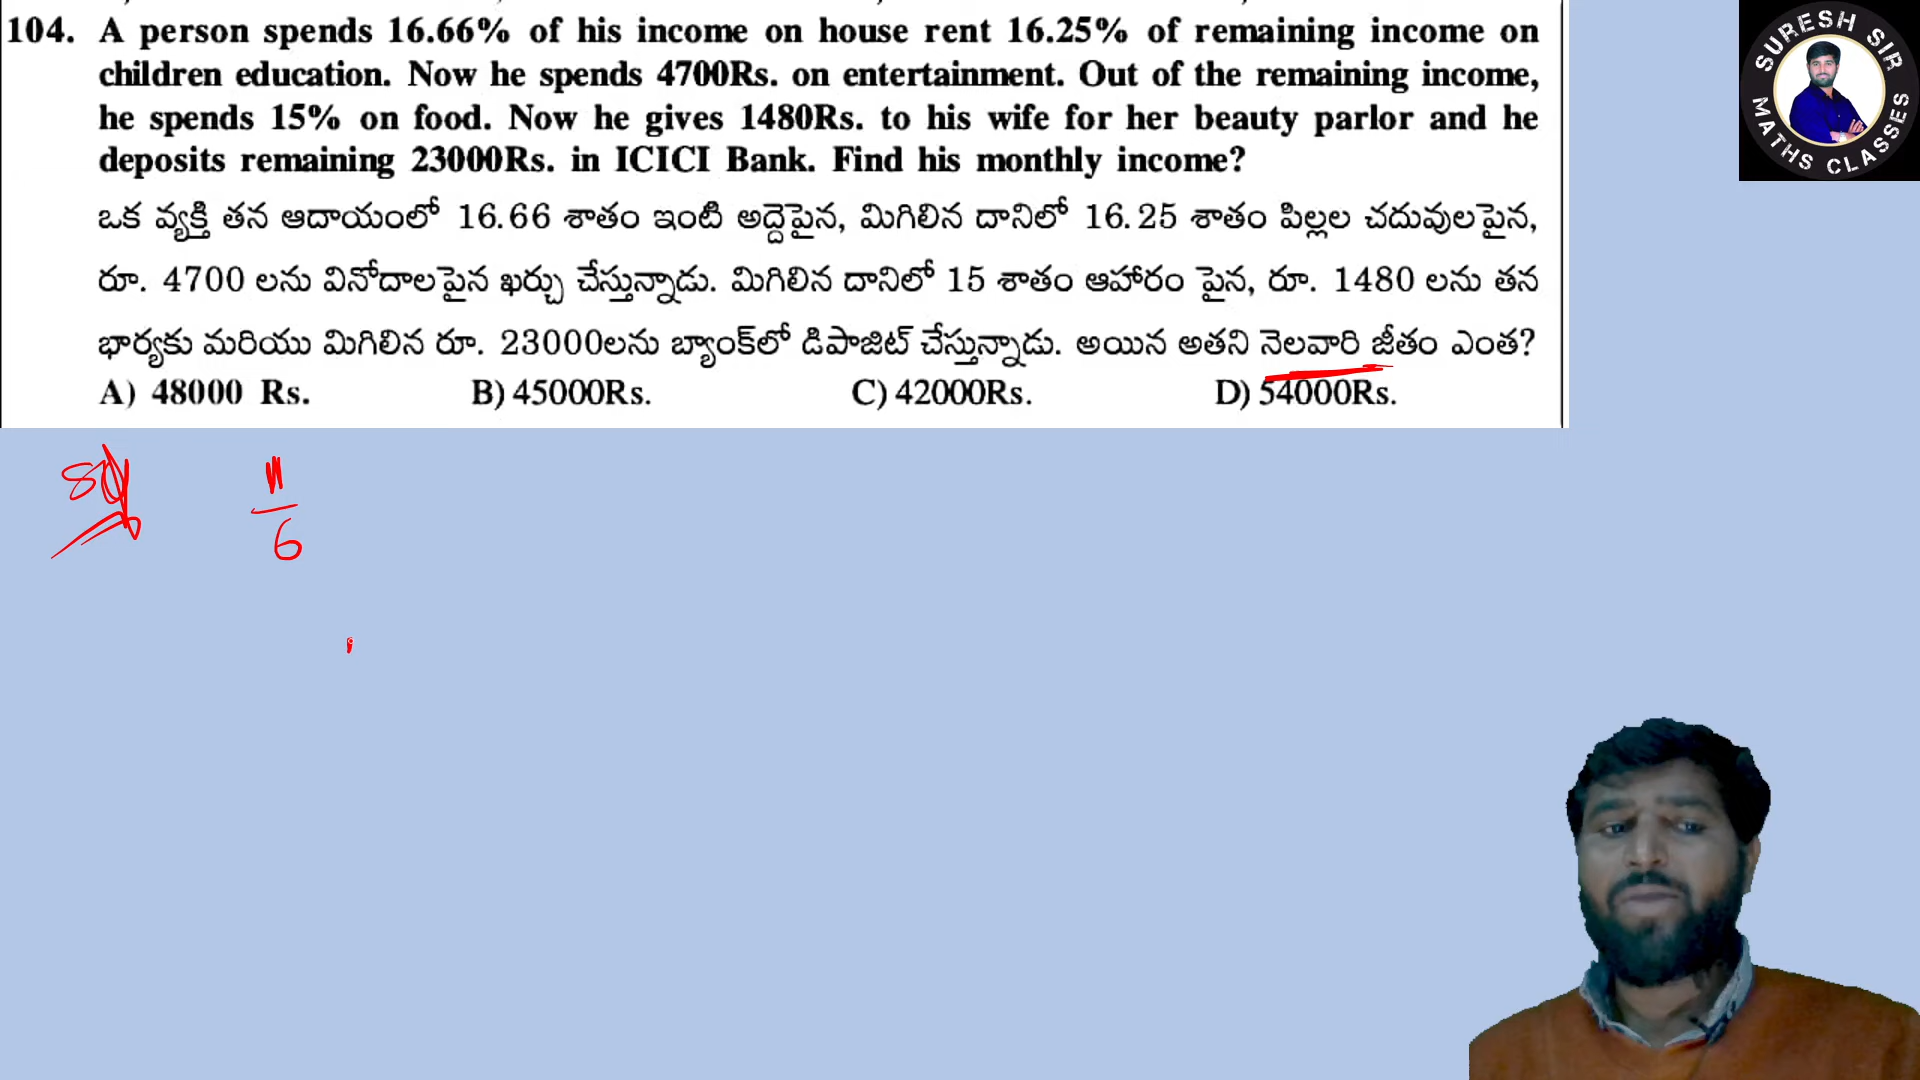 104. A person spends 16.66% of his income on house rent 16.25% of remaining income on
children education. Now he spends 4700Rs. on entertainment. Out of the remaining income,
he spends 15% on food. Now he gives 1480Rs. to his wife for her beauty parlor and he
deposits remaining 23000Rs. in ICICI Bank. Find his monthly income?
ఒక వ్యక్తి తన ఆదాయంలో 16.66 శాతం ఇంటి అద్దెపైన, మిగిలిన దానిలో 16.25 శాతం పిల్లల చదువులపైన,
రూ. 4700 లను వినోదాలపైన ఖర్చు చేస్తున్నాడు. మిగిలిన దానిలో 15 శాతం ఆహారం పైన, రూ. 1480 లను తన
భార్యకు మరియు మిగిలిన రూ. 23000లను బ్యాంక్‌లో డిపాజిట్ చేస్తున్నాడు. అయిన అతని నెలవారి జీతం ఎంత?
A) 48000 Rs. B) 45000Rs. C) 42000Rs. D) 54000Rs.
SURESH SIR
MATHS CLASSES
6